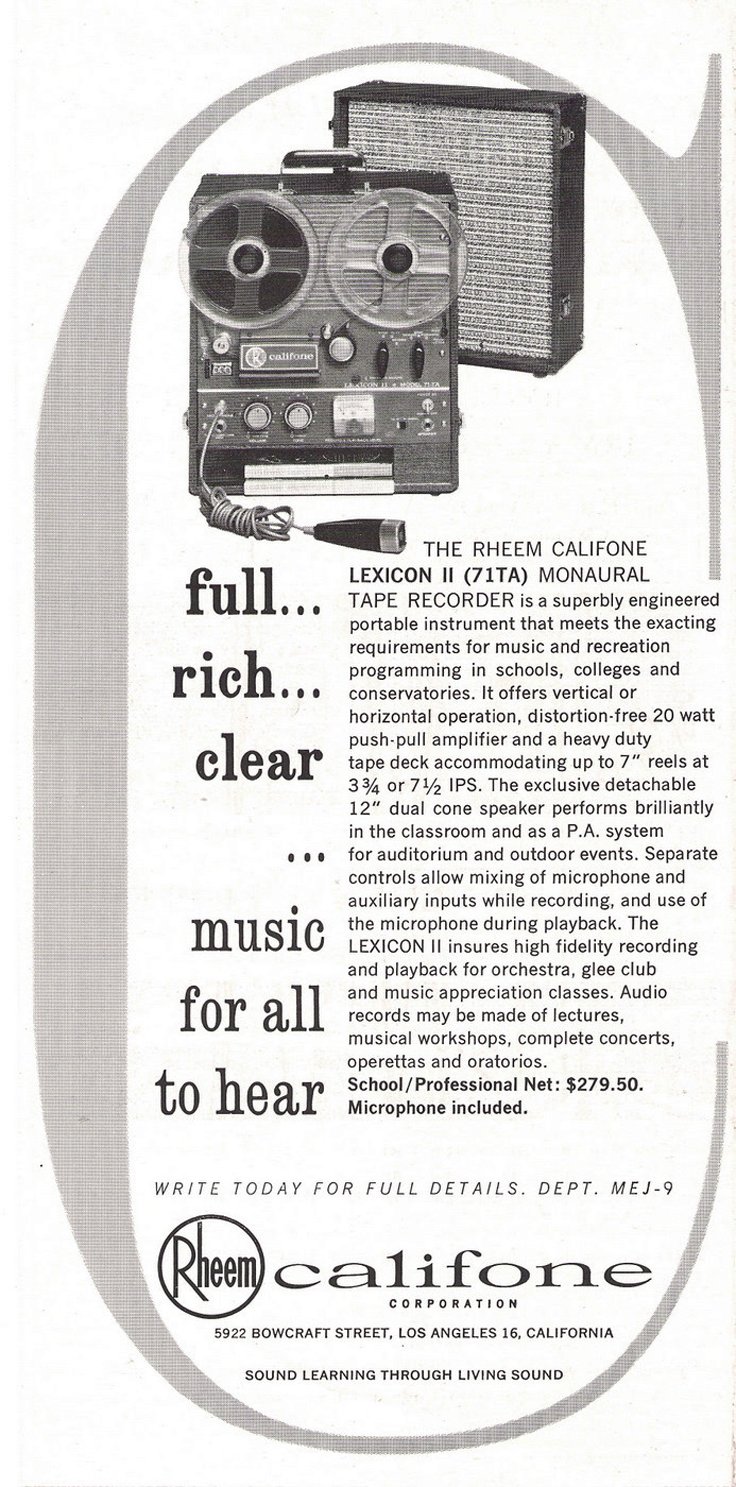 R califone
LEXICON II • MODEL 71TA
THE RHEEM CALIFONE
LEXICON II (71TA) MONAURAL
TAPE RECORDER is a superbly engineered
portable instrument that meets the exacting
requirements for music and recreation
programming in schools, colleges and
conservatories. It offers vertical or
horizontal operation, distortion-free 20 watt
push-pull amplifier and a heavy duty
tape deck accommodating up to 7" reels at
3¾ or 7½ IPS. The exclusive detachable
12" dual cone speaker performs brilliantly
in the classroom and as a P.A. system
for auditorium and outdoor events. Separate
controls allow mixing of microphone and
auxiliary inputs while recording, and use of
the microphone during playback. The
LEXICON II insures high fidelity recording
and playback for orchestra, glee club
and music appreciation classes. Audio
records may be made of lectures,
musical workshops, complete concerts,
operettas and oratorios.
School/Professional Net: $279.50.
Microphone included.
full...
rich...
clear
...
music
for all
to hear
WRITE TODAY FOR FULL DETAILS. DEPT. MEJ-9
Rheem califone
CORPORATION
5922 BOWCRAFT STREET, LOS ANGELES 16, CALIFORNIA
SOUND LEARNING THROUGH LIVING SOUND